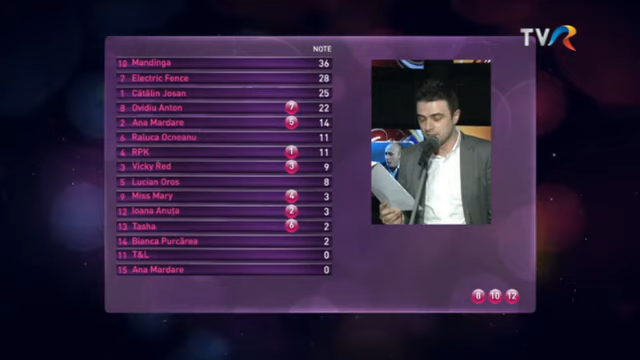 TVR
NOTE
10 Mandinga 36
7 Electric Fence 28
1 Cătălin Josan 25
8 Ovidiu Anton 7 22
2 Ana Mardare 5 14
6 Raluca Ocneanu 11
4 RPK 1 11
3 Vicky Red 3 9
5 Lucian Oros 8
9 Miss Mary 4 3
12 Ioana Anuța 2 3
13 Tasha 6 2
14 Bianca Purcărea 2
11 T&L 0
15 Ana Mardare 0
8 10 12